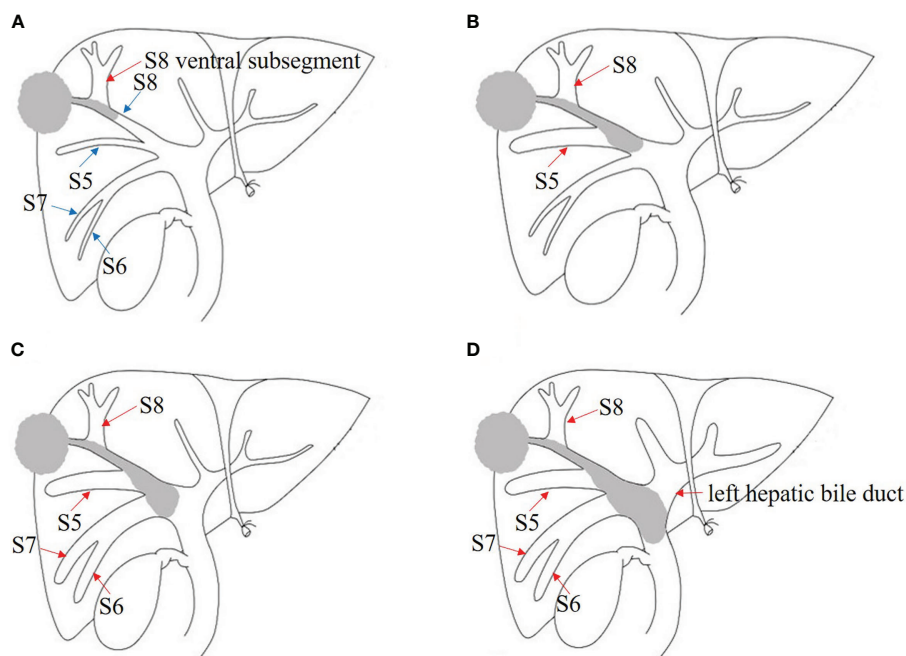 A
S8 ventral subsegment
S8
S5
S7
S6
B
S8
S5
C
S8
S5
S7
S6
D
S8
left hepatic bile duct
S5
S7
S6